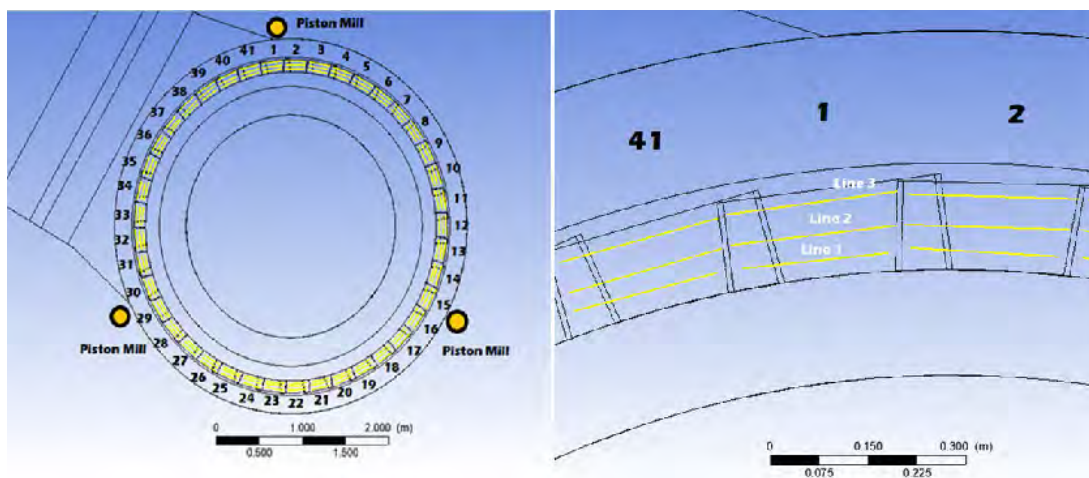 Piston Mill
41 1 2 3
40 4
39 5
38 6
37 7
36 8
35 9
34 10
33 11
32 12
31 13
30 14
29 15
28 16
27 17
26 18
25 19
24 23 22 21 20
Piston Mill
Piston Mill
0 1.000 2.000 (m)
0.500 1.500
41 1 2
Line 3
Line 2
Line 1
0 0.150 0.300 (m)
0.075 0.225